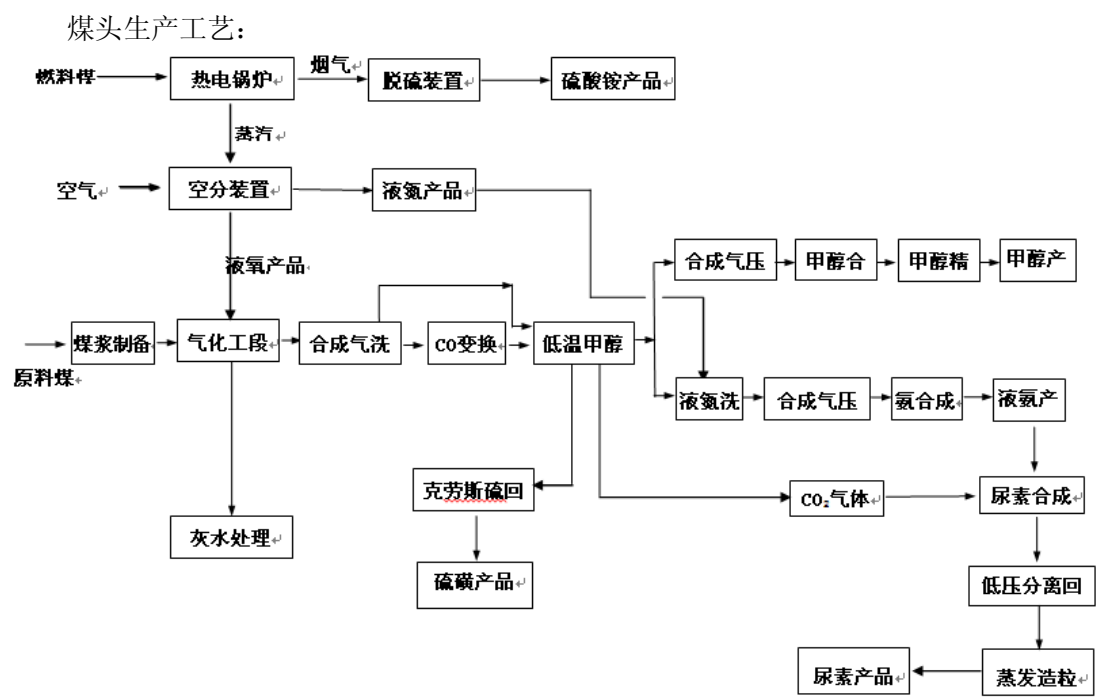 煤头生产工艺：
燃料煤
热电锅炉
烟气
脱硫装置
硫酸铵产品
蒸汽
空气
空分装置
液氮产品
液氧产品
合成气压
甲醇合
甲醇精
甲醇产
原料煤
煤浆制备
气化工段
合成气洗
CO变换
低温甲醇
液氮洗
合成气压
氨合成
液氨产
克劳斯硫回
CO₂气体
尿素合成
灰水处理
硫磺产品
低压分离回
尿素产品
蒸发造粒